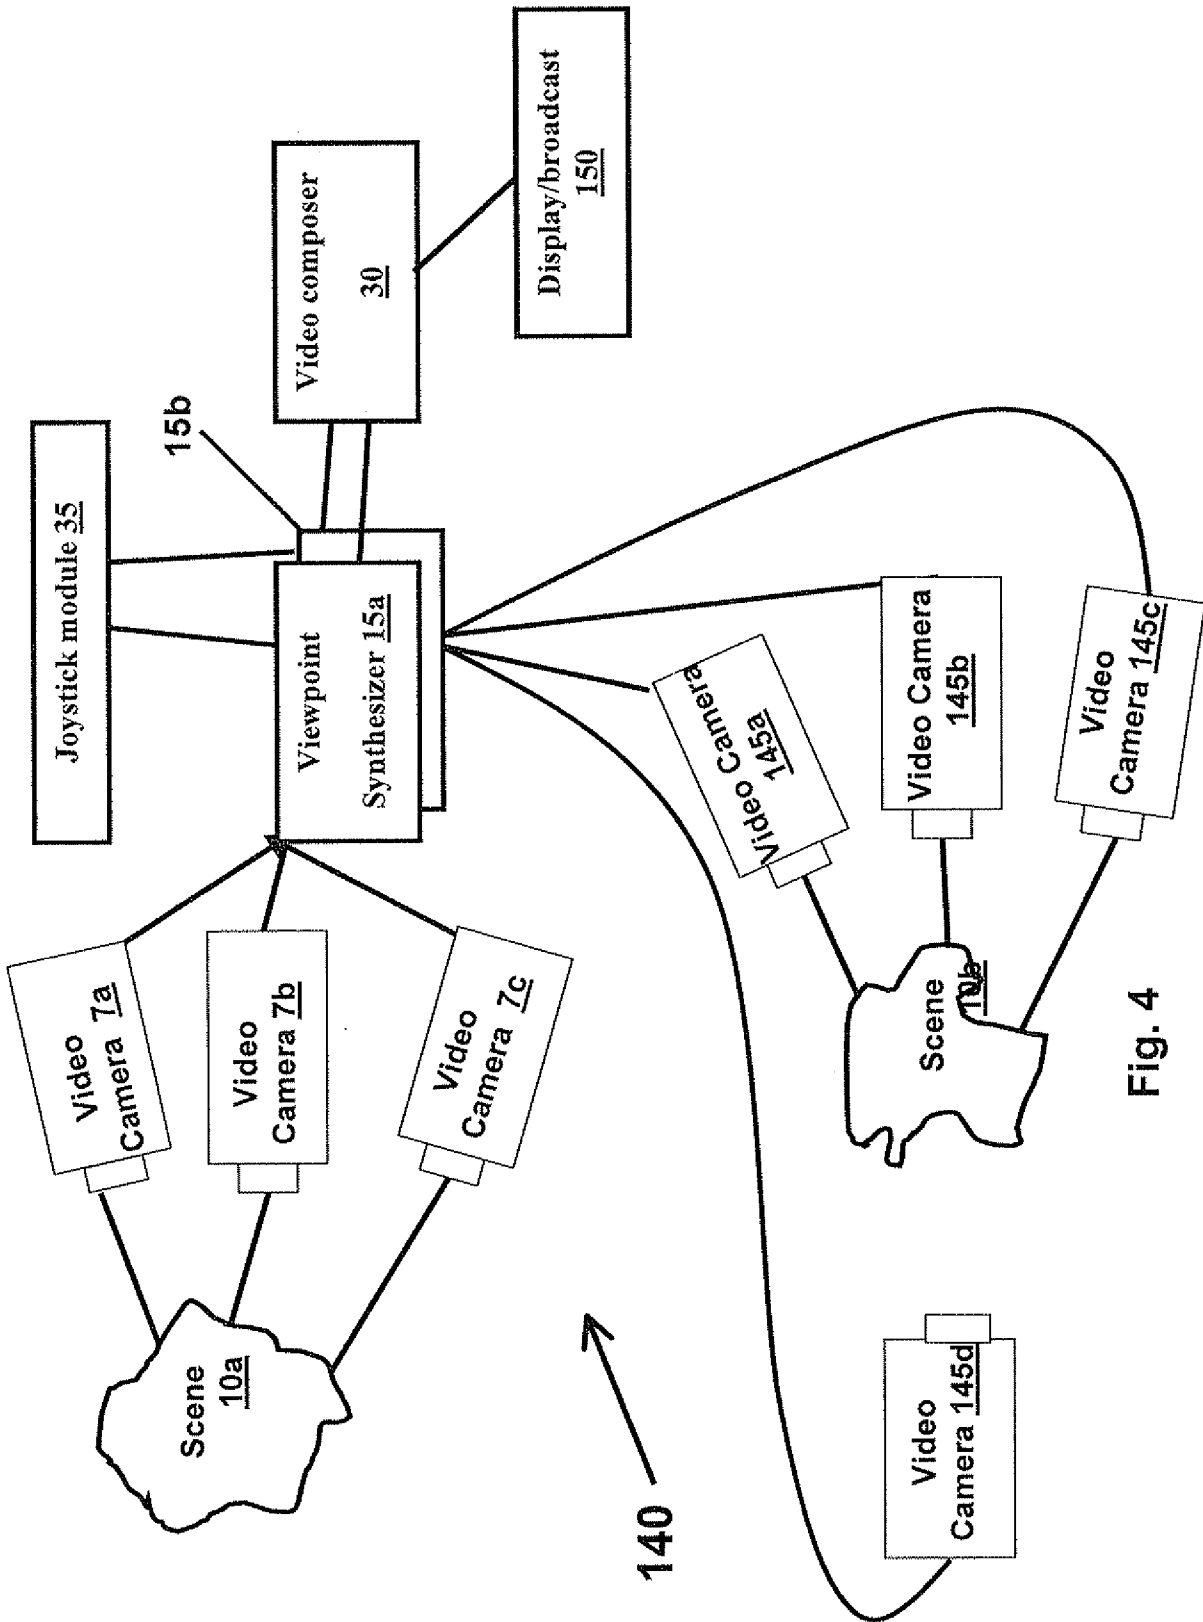 Joystick module 35
15b
Video composer
30
Display/broadcast
150
Viewpoint
Synthesizer 15a
Video
Camera 7a
Video
Camera 7b
Video
Camera 7c
Scene
10a
140
Video Camera
145a
Video Camera
145b
Video
Camera 145c
Scene
10b
Video
Camera 145d
Fig. 4